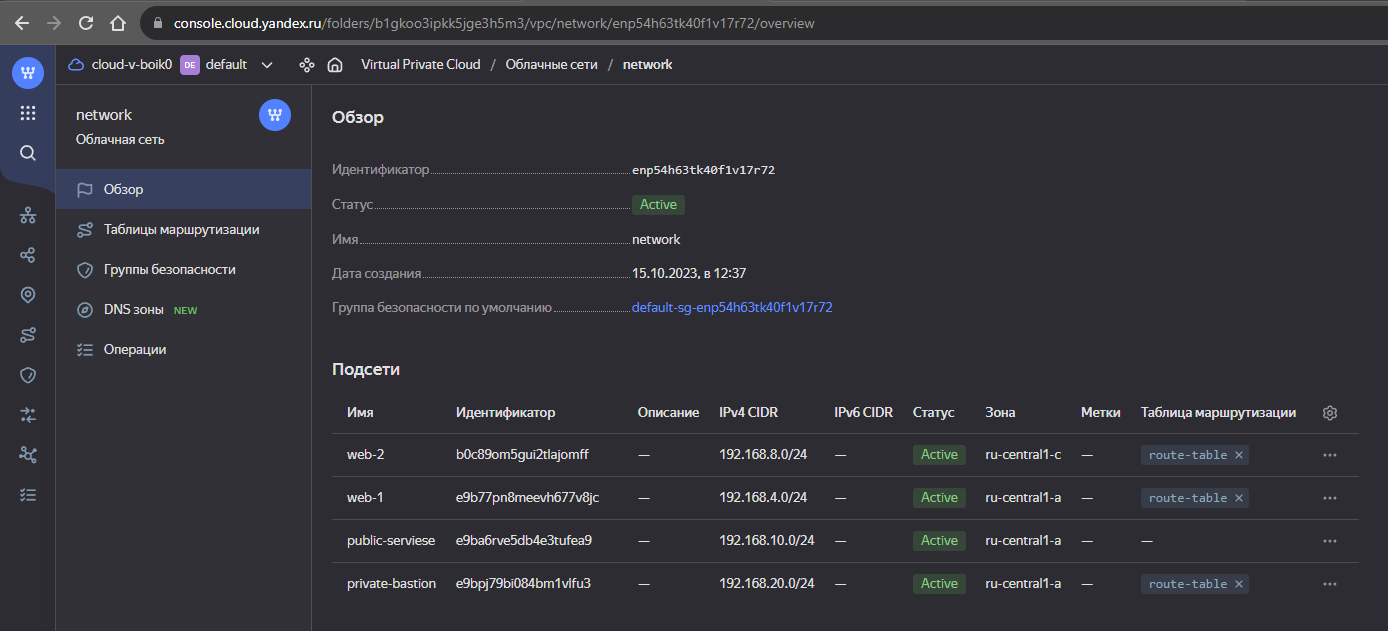 console.cloud.yandex.ru/folders/b1gkoo3ipkk5jge3h5m3/vpc/network/enp54h63tk40f1v17r72/overview
cloud-v-boik0 DE default Virtual Private Cloud / Облачные сети / network
network
Облачная сеть
Обзор
Таблицы маршрутизации
Группы безопасности
DNS зоны NEW
Операции
Обзор
Идентификатор enp54h63tk40f1v17r72
Статус Active
Имя network
Дата создания 15.10.2023, в 12:37
Группа безопасности по умолчанию default-sg-enp54h63tk40f1v17r72
Подсети
Имя Идентификатор Описание IPv4 CIDR IPv6 CIDR Статус Зона Метки Таблица маршрутизации
web-2 b0c89om5gui2tlajomff — 192.168.8.0/24 — Active ru-central1-c — route-table ×
web-1 e9b77pn8meevh677v8jc — 192.168.4.0/24 — Active ru-central1-a — route-table ×
public-serviese e9ba6rve5db4e3tufea9 — 192.168.10.0/24 — Active ru-central1-a — —
private-bastion e9bpj79bi084bm1vlfu3 — 192.168.20.0/24 — Active ru-central1-a — route-table ×